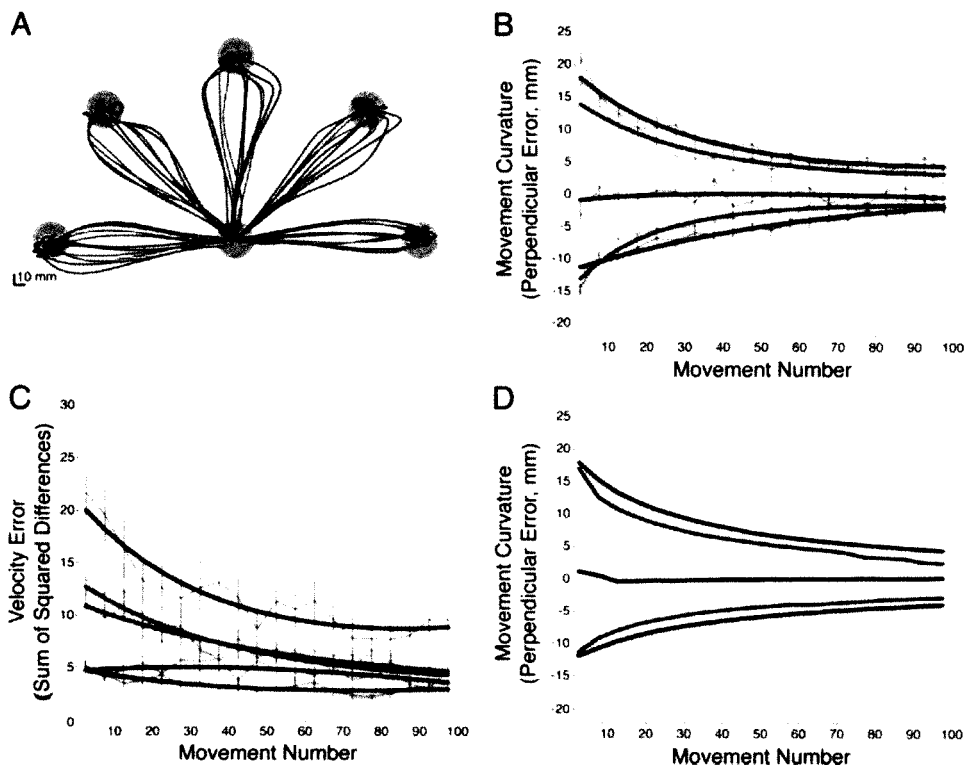 A
10 mm
B
Movement Curvature
(Perpendicular Error, mm)
25
20
15
10
5
0
-5
-10
-15
-20
10 20 30 40 50 60 70 80 90 100
Movement Number
C
Velocity Error
(Sum of Squared Differences)
30
25
20
15
10
5
0
10 20 30 40 50 60 70 80 90 100
Movement Number
D
Movement Curvature
(Perpendicular Error, mm)
25
20
15
10
5
0
-5
-10
-15
-20
10 20 30 40 50 60 70 80 90 100
Movement Number